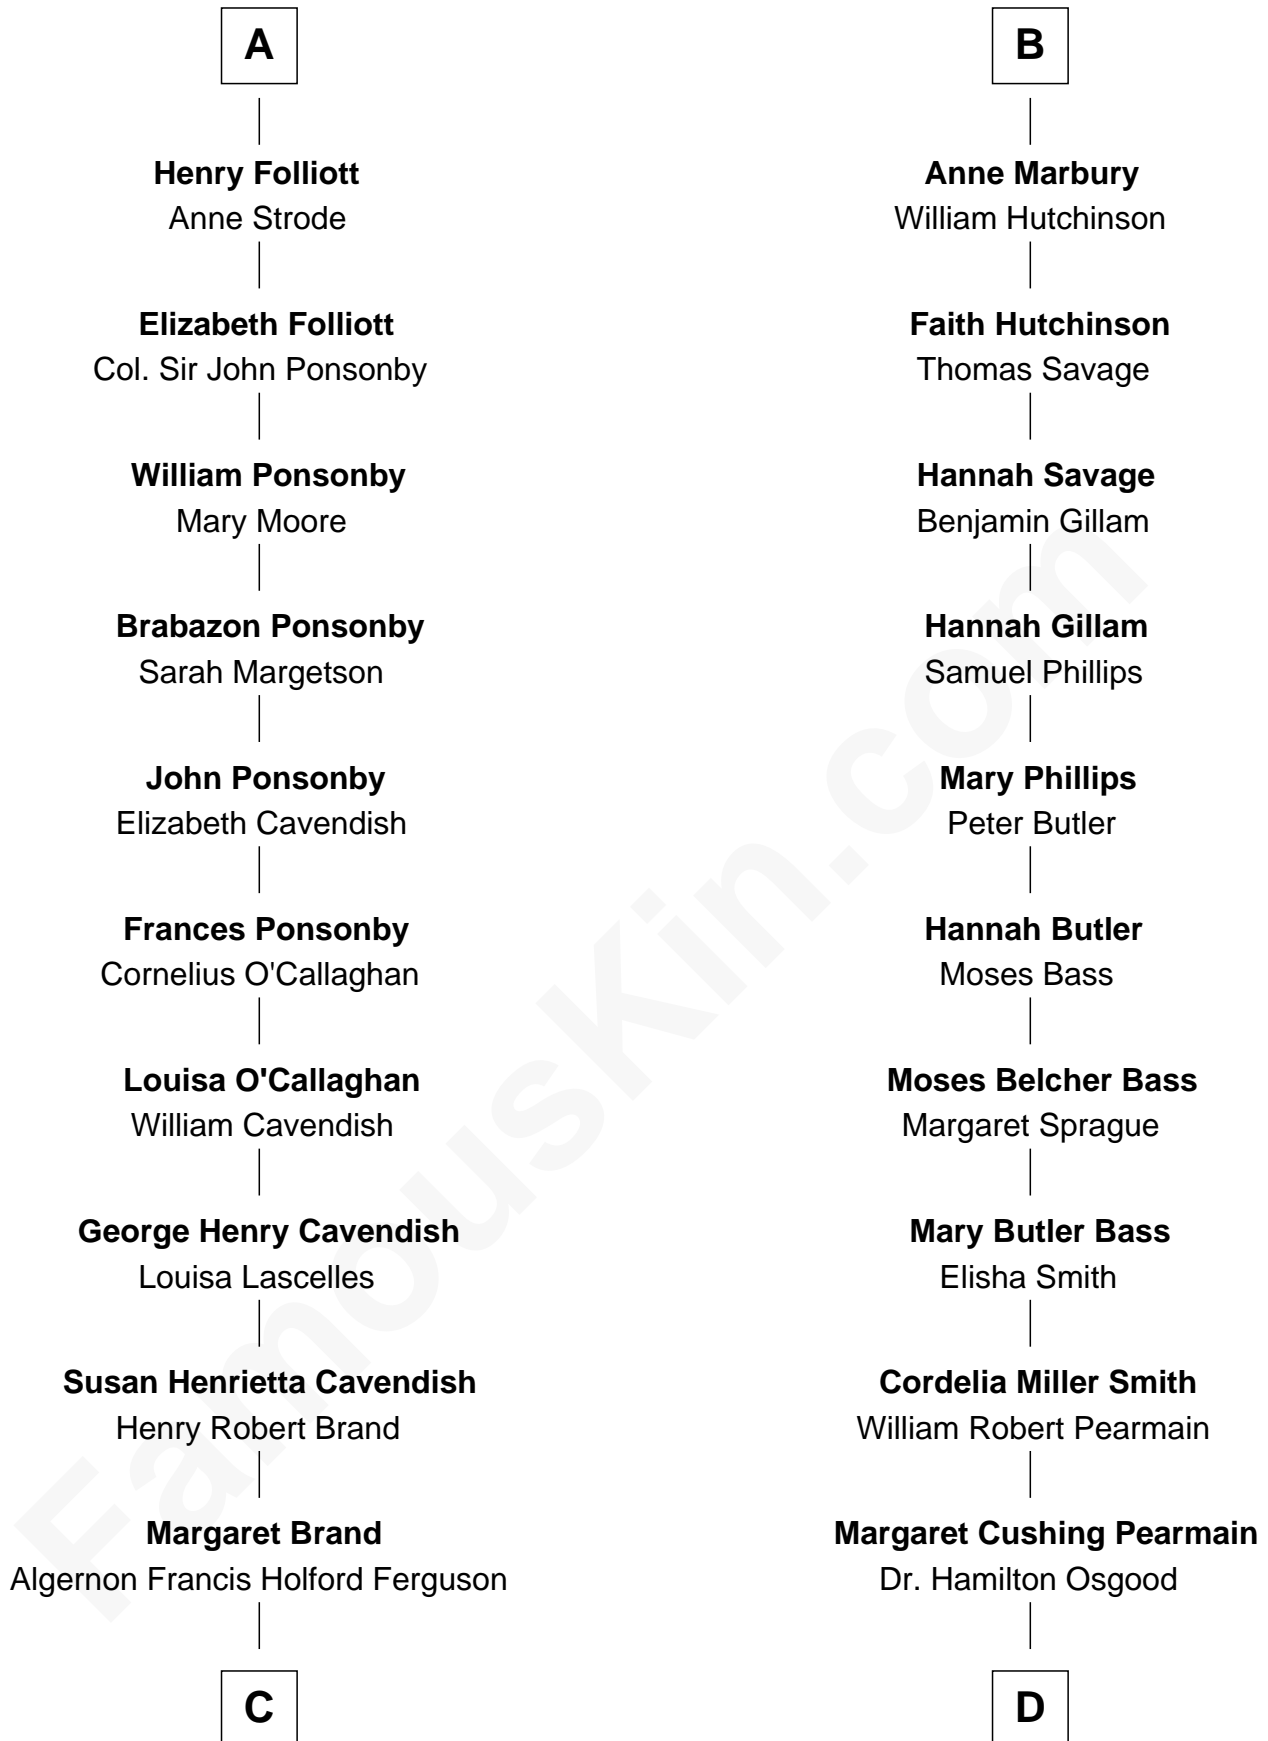 A
Henry Folliott
Anne Strode
Elizabeth Folliott
Col. Sir John Ponsonby
William Ponsonby
Mary Moore
Brabazon Ponsonby
Sarah Margetson
John Ponsonby
Elizabeth Cavendish
Frances Ponsonby
Cornelius O'Callaghan
Louisa O'Callaghan
William Cavendish
George Henry Cavendish
Louisa Lascelles
Susan Henrietta Cavendish
Henry Robert Brand
Margaret Brand
Algernon Francis Holford Ferguson
C
B
Anne Marbury
William Hutchinson
Faith Hutchinson
Thomas Savage
Hannah Savage
Benjamin Gillam
Hannah Gillam
Samuel Phillips
Mary Phillips
Peter Butler
Hannah Butler
Moses Bass
Moses Belcher Bass
Margaret Sprague
Mary Butler Bass
Elisha Smith
Cordelia Miller Smith
William Robert Pearmain
Margaret Cushing Pearmain
Dr. Hamilton Osgood
D
FamousKin.com